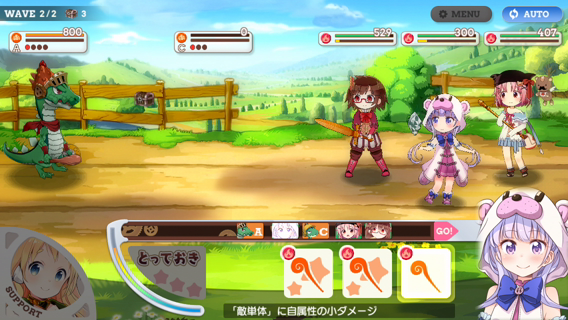 WAVE 2/2 3
MENU
AUTO
800
A
0
C
529
300
407
A C GO!
SUPPORT
とっておき
「敵単体」に自属性の小ダメージ